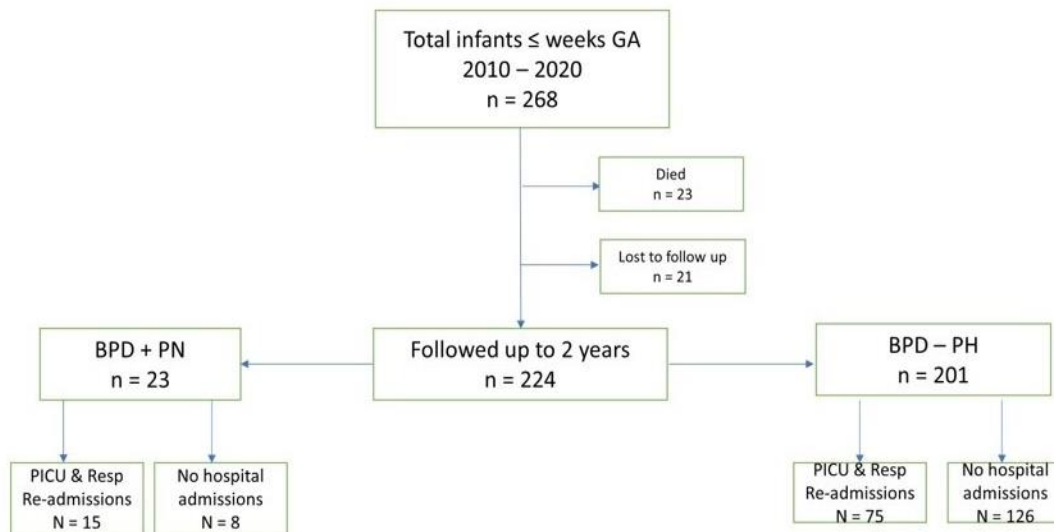 Total infants ≤ weeks GA
2010 – 2020
n = 268
Died
n = 23
Lost to follow up
n = 21
BPD + PN
n = 23
Followed up to 2 years
n = 224
BPD – PH
n = 201
PICU & Resp
Re-admissions
N = 15
No hospital
admissions
N = 8
PICU & Resp
Re-admissions
N = 75
No hospital
admissions
N = 126